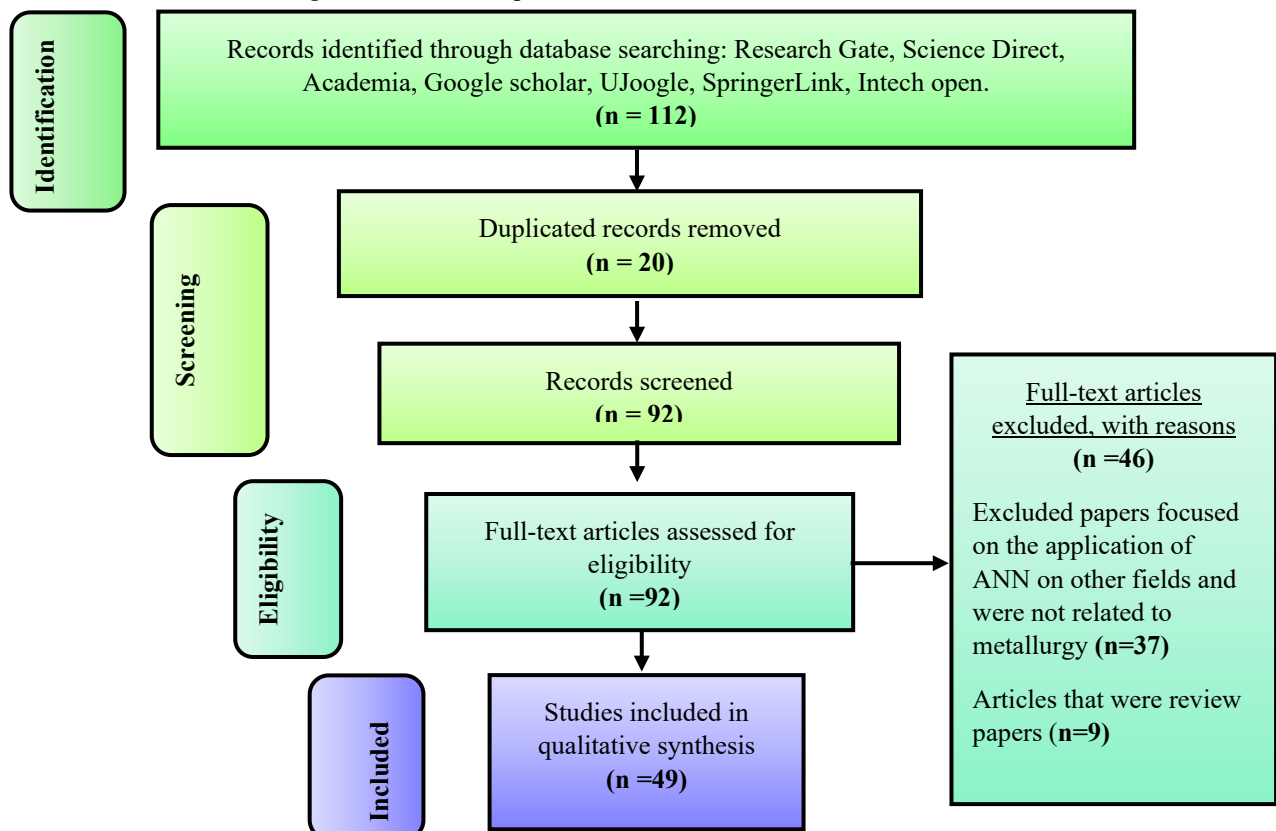 Identification
Records identified through database searching: Research Gate, Science Direct,
Academia, Google scholar, UJoogle, SpringerLink, Intech open.
(n = 112)
Screening
Duplicated records removed
(n = 20)
Records screened
(n = 92)
Eligibility
Full-text articles assessed for
eligibility
(n =92)
Full-text articles
excluded, with reasons
(n =46)
Excluded papers focused
on the application of
ANN on other fields and
were not related to
metallurgy (n=37)
Articles that were review
papers (n=9)
Included
Studies included in
qualitative synthesis
(n =49)